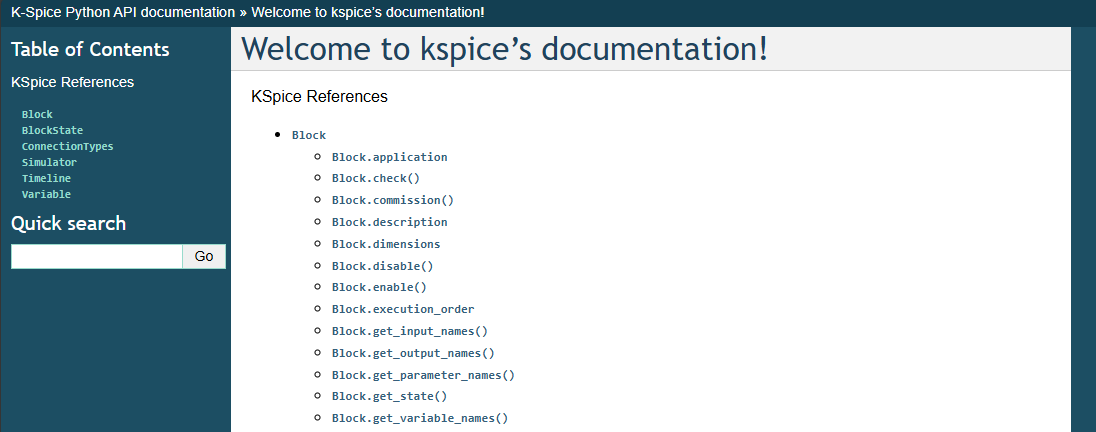 K-Spice Python API documentation » Welcome to kspice’s documentation!
Table of Contents
KSpice References
Block
BlockState
ConnectionTypes
Simulator
Timeline
Variable
Quick search
Go
Welcome to kspice’s documentation!
KSpice References
Block
Block.application
Block.check()
Block.commission()
Block.description
Block.dimensions
Block.disable()
Block.enable()
Block.execution_order
Block.get_input_names()
Block.get_output_names()
Block.get_parameter_names()
Block.get_state()
Block.get_variable_names()